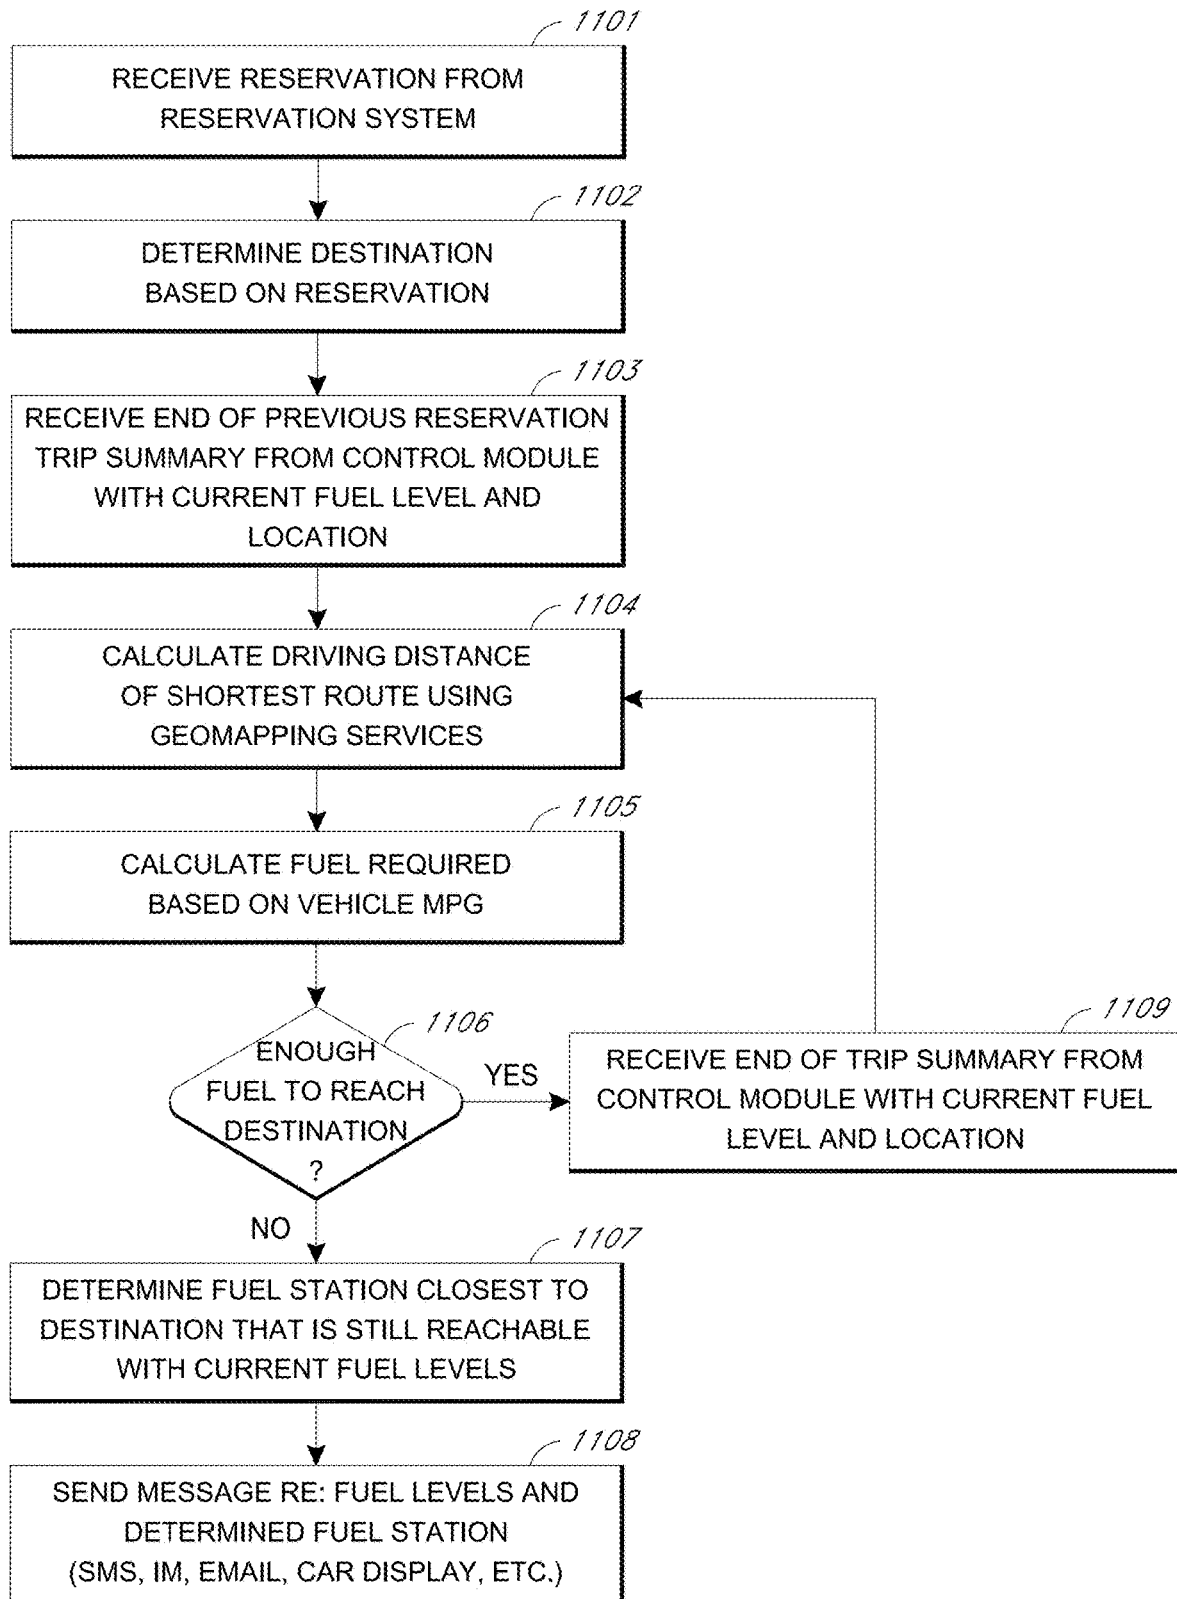 1101
RECEIVE RESERVATION FROM
RESERVATION SYSTEM
1102
DETERMINE DESTINATION
BASED ON RESERVATION
1103
RECEIVE END OF PREVIOUS RESERVATION
TRIP SUMMARY FROM CONTROL MODULE
WITH CURRENT FUEL LEVEL AND
LOCATION
1104
CALCULATE DRIVING DISTANCE
OF SHORTEST ROUTE USING
GEOMAPPING SERVICES
1105
CALCULATE FUEL REQUIRED
BASED ON VEHICLE MPG
1106
ENOUGH
FUEL TO REACH
DESTINATION
?
YES
1109
RECEIVE END OF TRIP SUMMARY FROM
CONTROL MODULE WITH CURRENT FUEL
LEVEL AND LOCATION
NO
1107
DETERMINE FUEL STATION CLOSEST TO
DESTINATION THAT IS STILL REACHABLE
WITH CURRENT FUEL LEVELS
1108
SEND MESSAGE RE: FUEL LEVELS AND
DETERMINED FUEL STATION
(SMS, IM, EMAIL, CAR DISPLAY, ETC.)